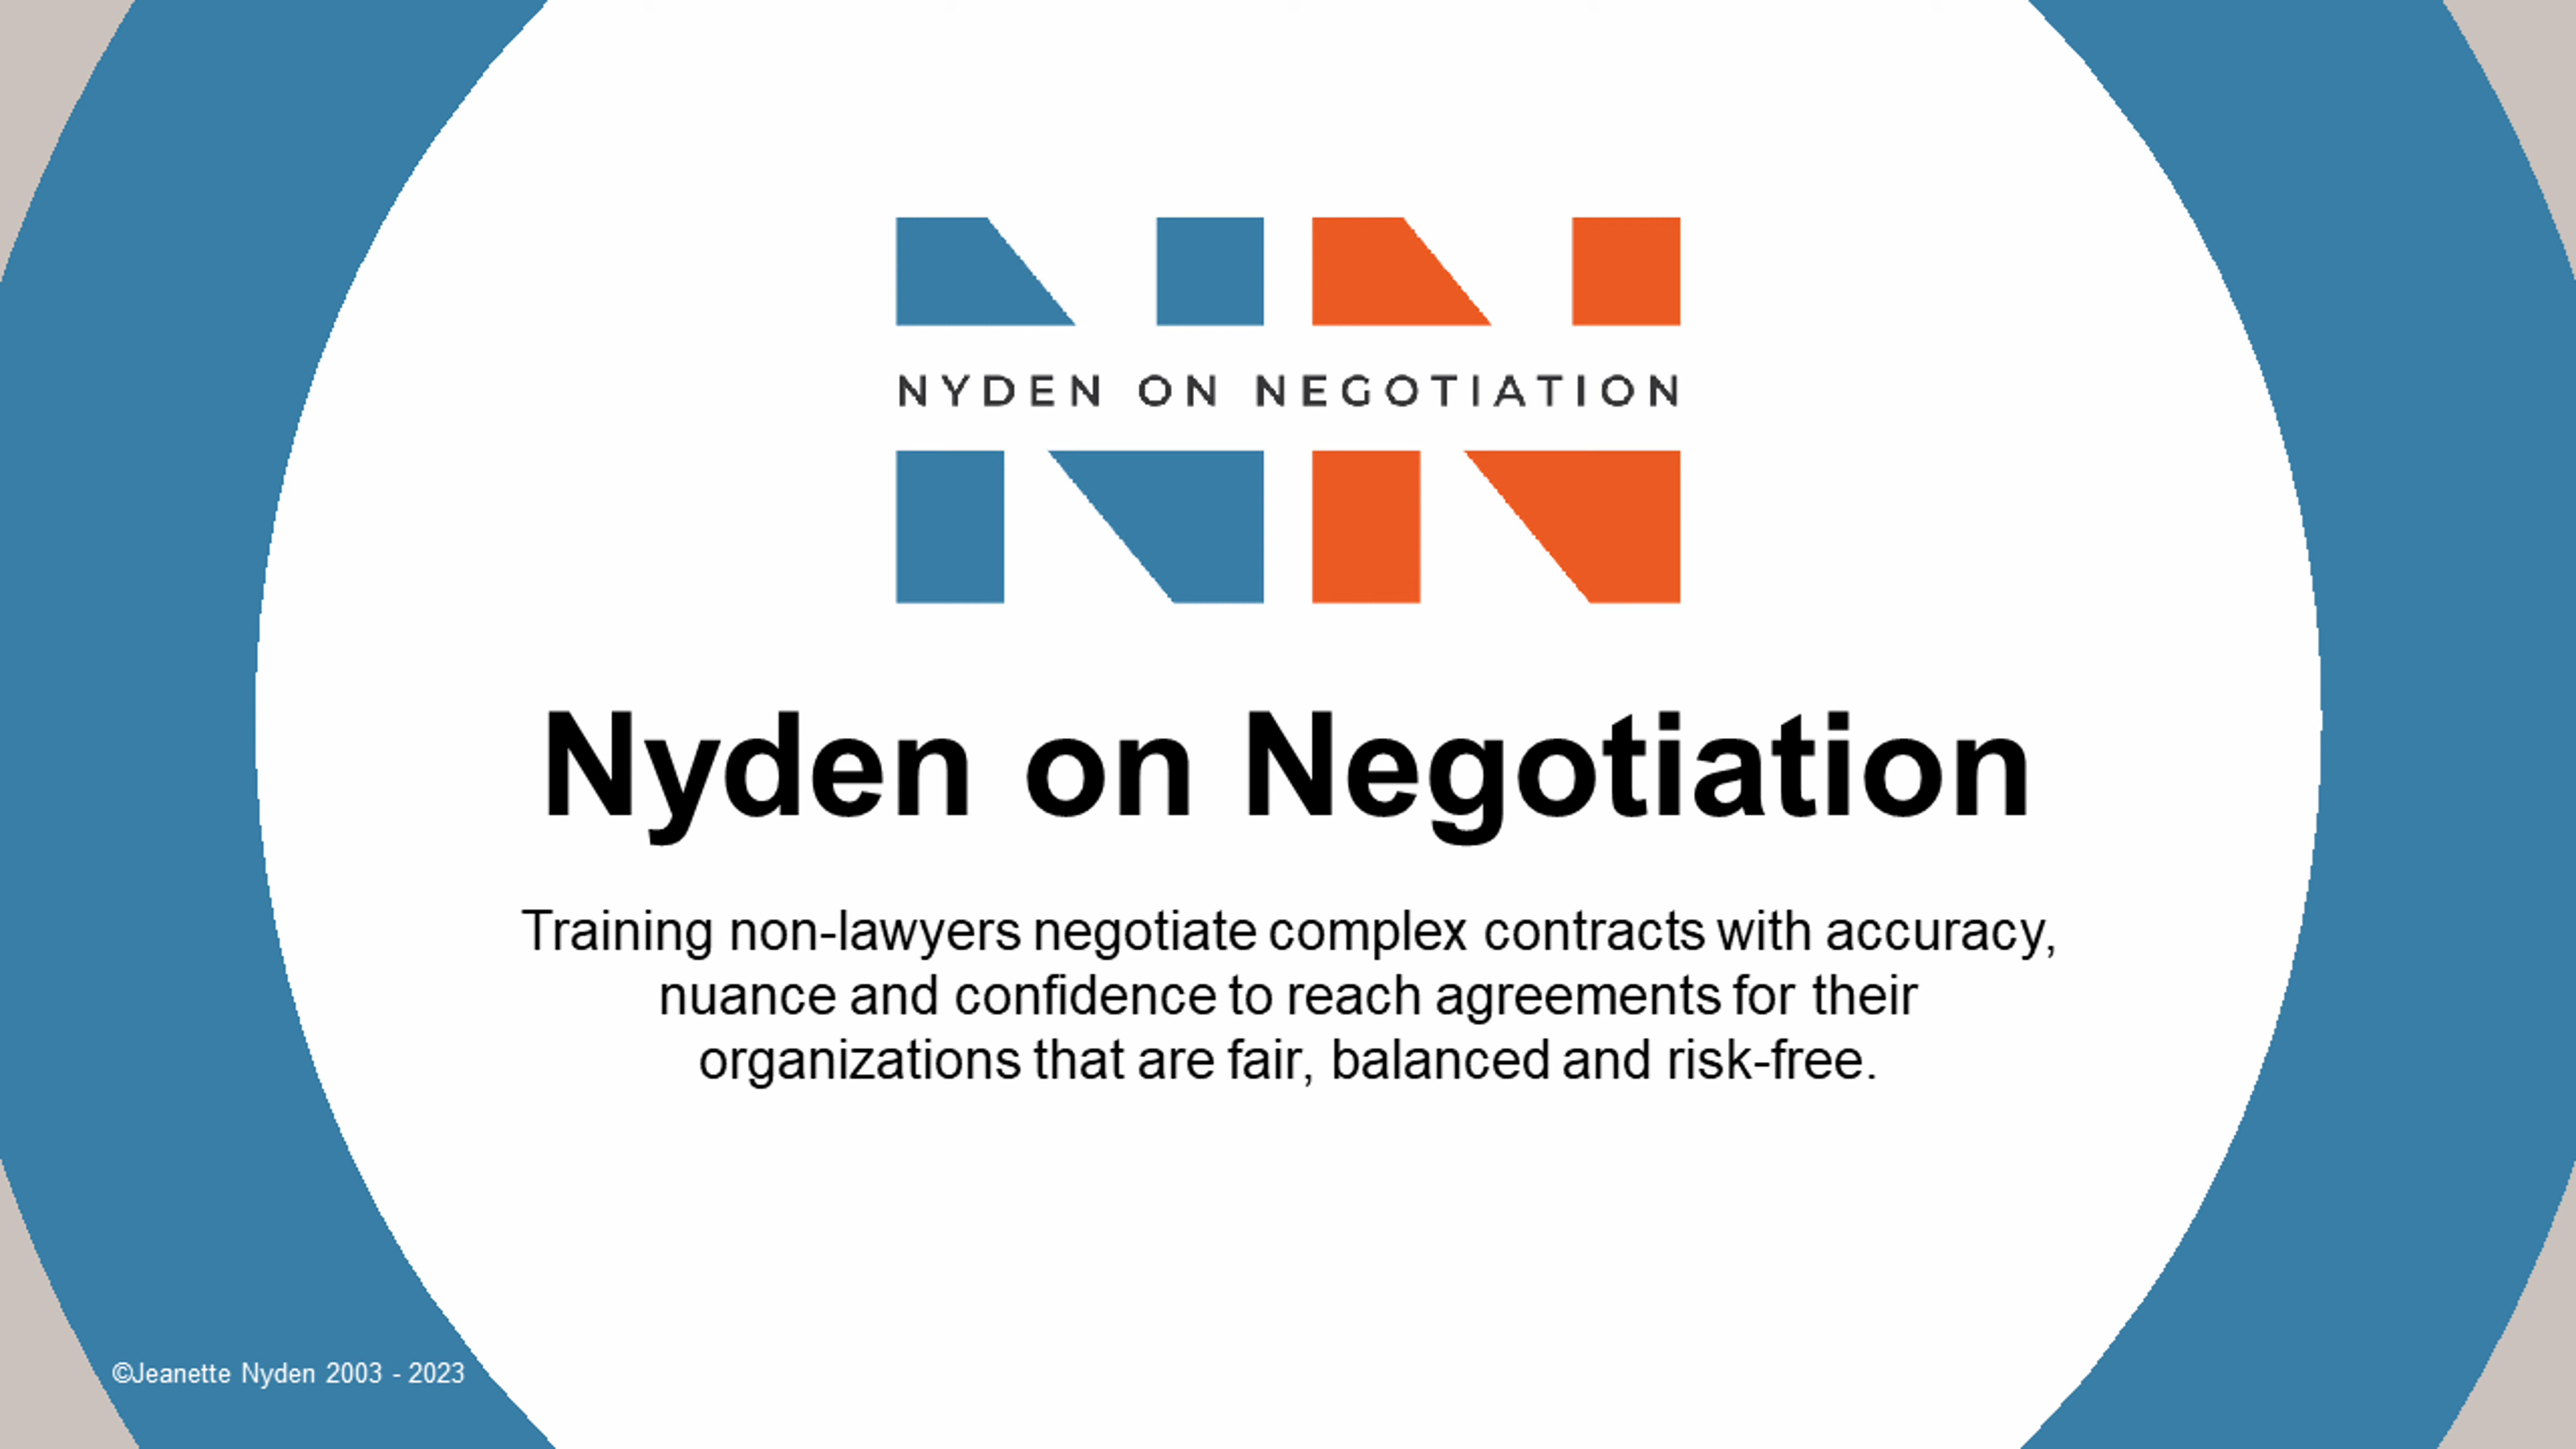 NYDEN ON NEGOTIATION
Nyden on Negotiation
Training non-lawyers negotiate complex contracts with accuracy,
nuance and confidence to reach agreements for their
organizations that are fair, balanced and risk-free.
©Jeanette Nyden 2003 - 2023